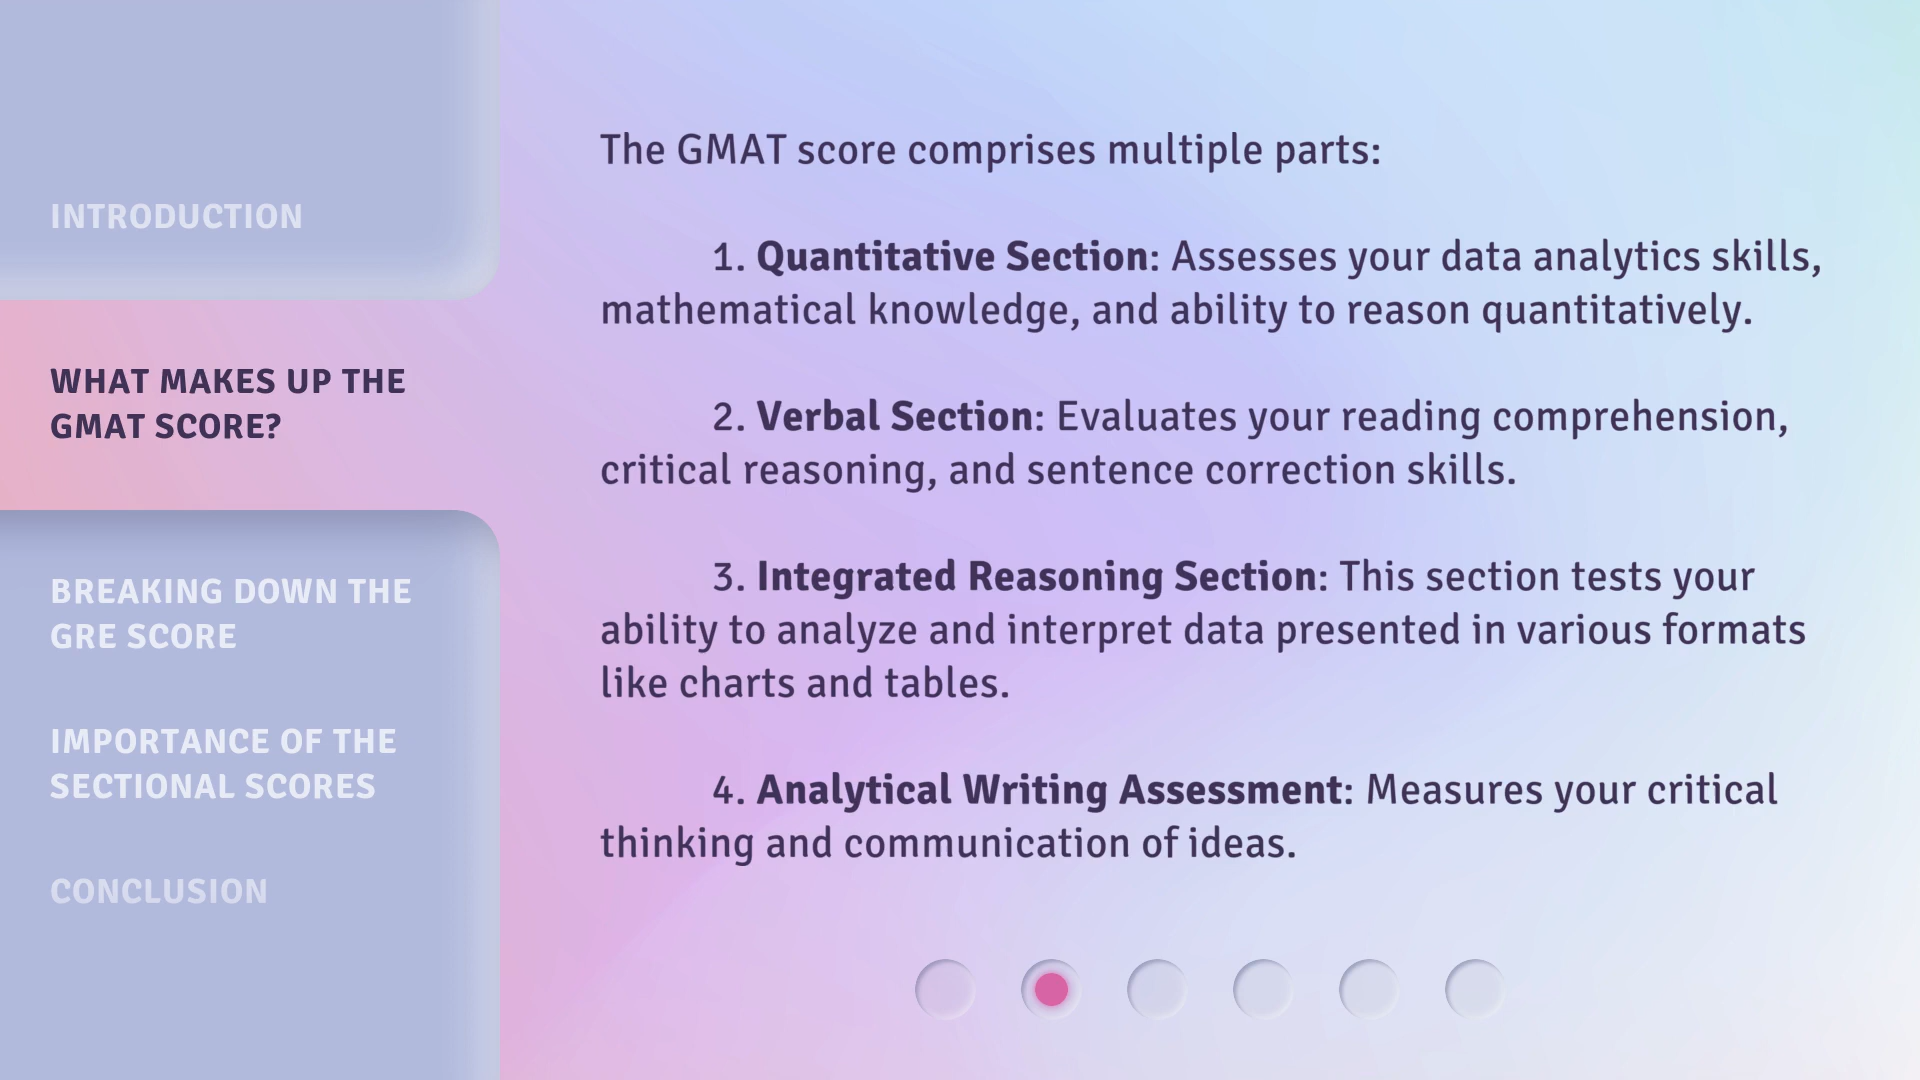 INTRODUCTION
WHAT MAKES UP THE
GMAT SCORE?
BREAKING DOWN THE
GRE SCORE
IMPORTANCE OF THE
SECTIONAL SCORES
CONCLUSION
The GMAT score comprises multiple parts:
1. Quantitative Section: Assesses your data analytics skills,
mathematical knowledge, and ability to reason quantitatively.
2. Verbal Section: Evaluates your reading comprehension,
critical reasoning, and sentence correction skills.
3. Integrated Reasoning Section: This section tests your
ability to analyze and interpret data presented in various formats
like charts and tables.
4. Analytical Writing Assessment: Measures your critical
thinking and communication of ideas.